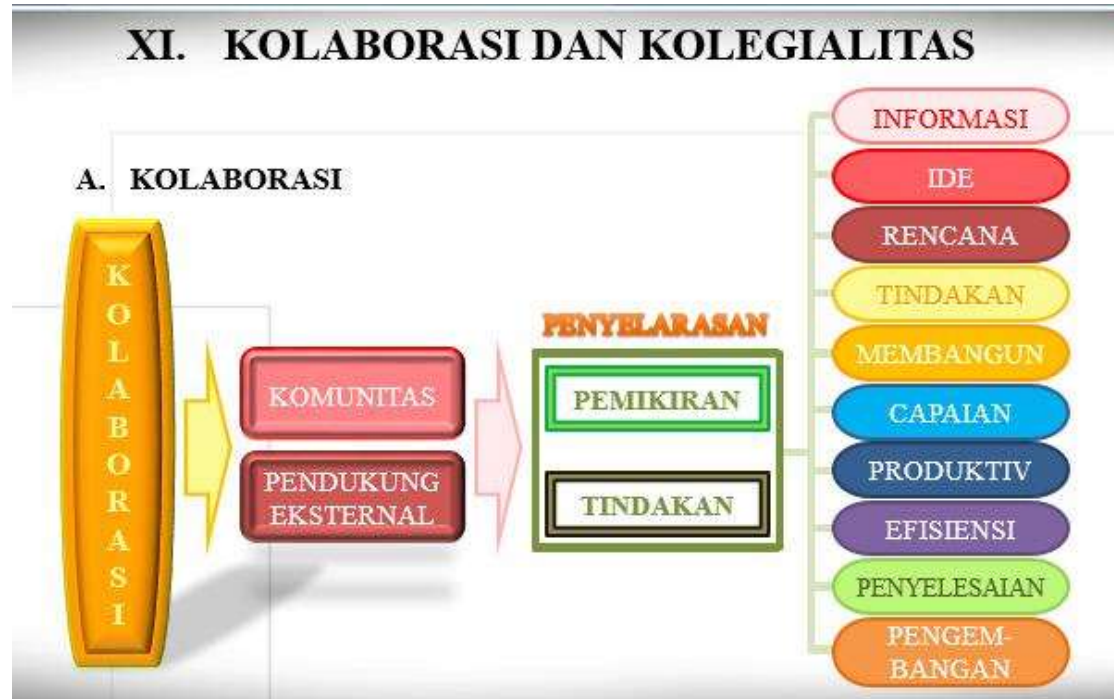 XI. KOLABORASI DAN KOLEGIALITAS
A. KOLABORASI
KOLABORASI
KOMUNITAS
PENDUKUNG
EKSTERNAL
PENYELARASAN
PEMIKIRAN
TINDAKAN
INFORMASI
IDE
RENCANA
TINDAKAN
MEMBANGUN
CAPAIAN
PRODUKTIV
EFISIENSI
PENYELESAIAN
PENGEM-
BANGAN